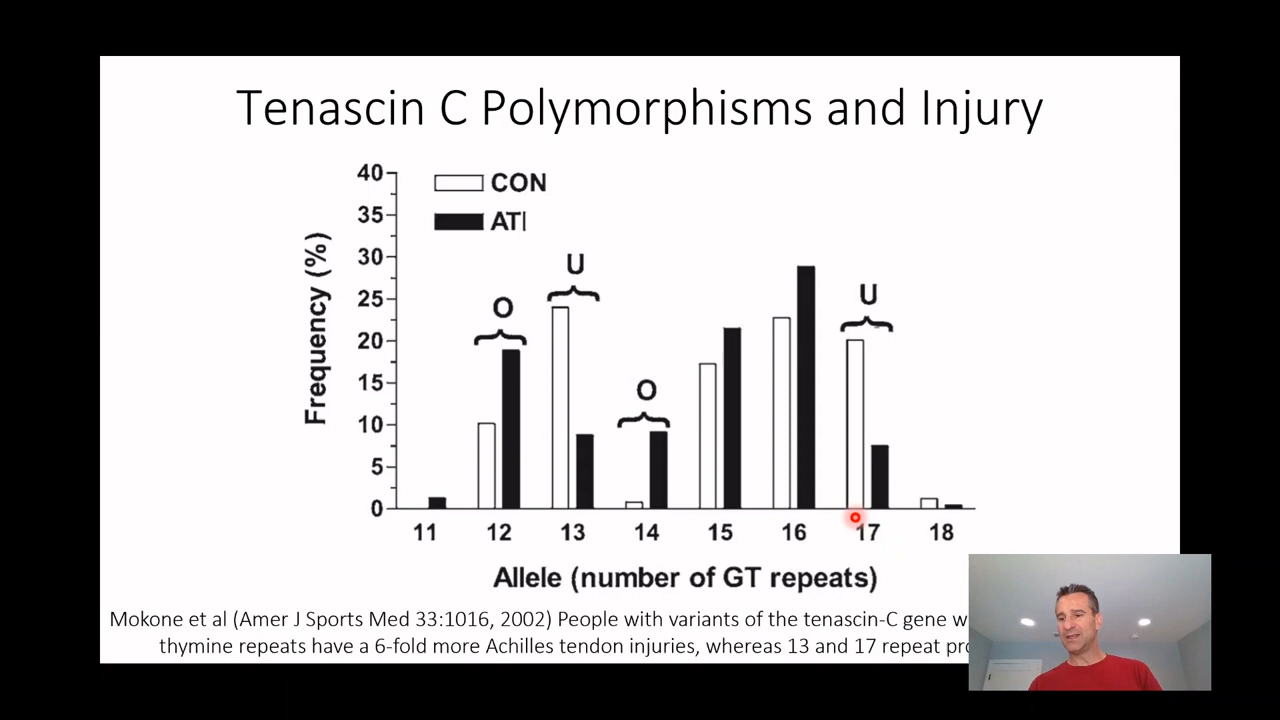 Tenascin C Polymorphisms and Injury
40
35
30
25
20
15
10
5
0
Frequency (%)
CON
ATI
O
U
O
U
11 12 13 14 15 16 17 18
Allele (number of GT repeats)
Mokone et al (Amer J Sports Med 33:1016, 2002) People with variants of the tenascin-C gene
thymine repeats have a 6-fold more Achilles tendon injuries, whereas 13 and 17 repeat